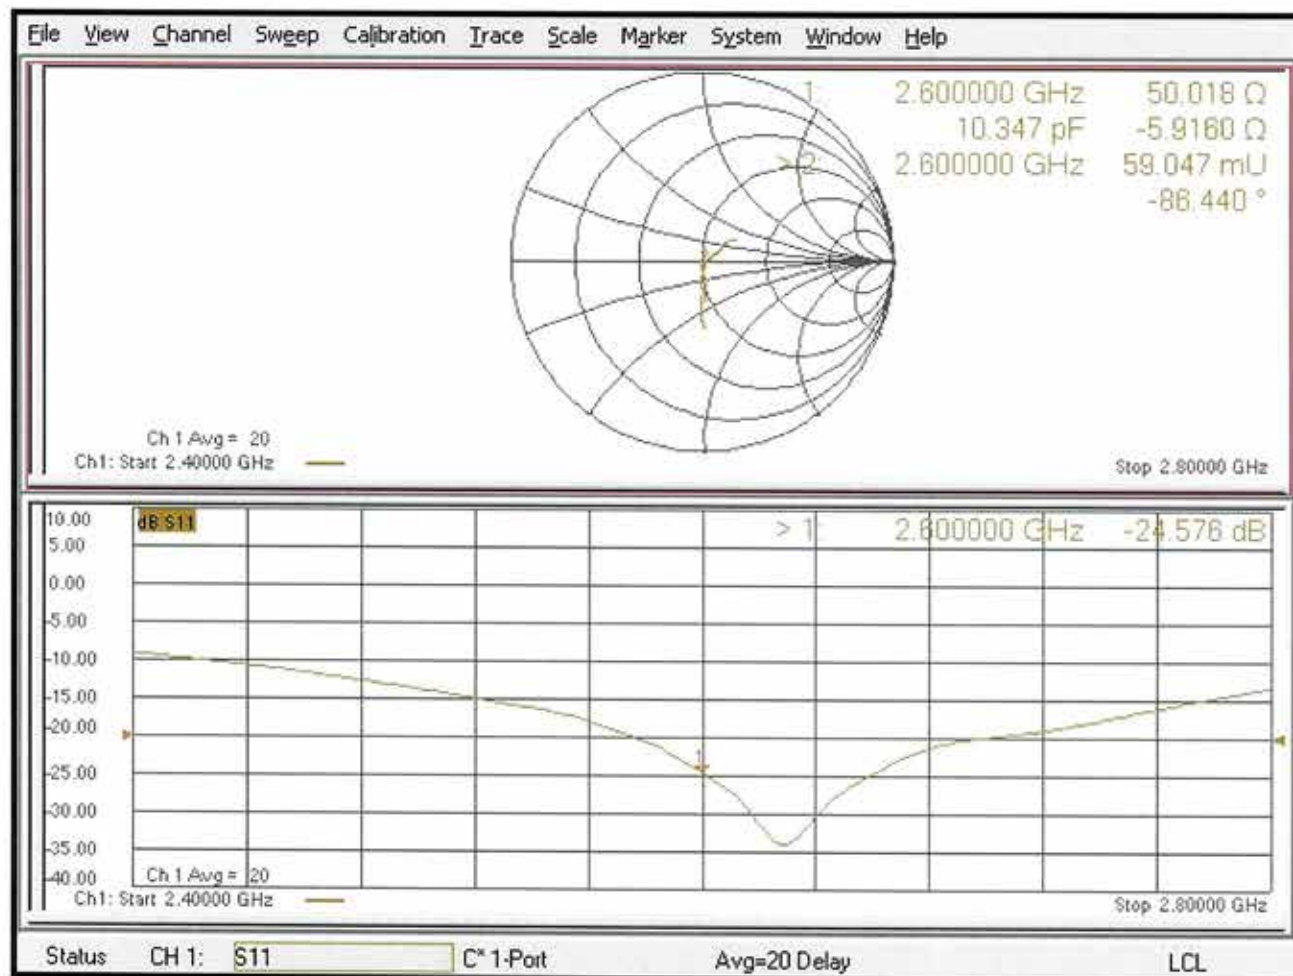 File View Channel Sweep Calibration Trace Scale Marker System Window Help
1: 2.600000 GHz 50.018 Ω
10.347 pF -5.9160 Ω
> 2: 2.600000 GHz 59.047 mU
-86.440 °
Ch 1 Avg = 20
Ch1: Start 2.40000 GHz
Stop 2.80000 GHz
10.00
dB S11
> 1: 2.600000 GHz -24.576 dB
5.00
0.00
-5.00
-10.00
-15.00
-20.00
1
-25.00
-30.00
-35.00
-40.00
Ch 1 Avg = 20
Ch1: Start 2.40000 GHz
Stop 2.80000 GHz
Status CH 1: S11 C* 1-Port Avg=20 Delay LCL